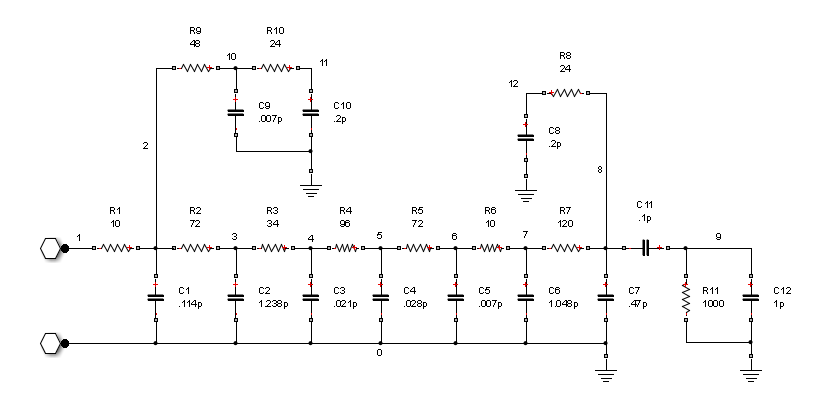 R9
48
10
R10
24
11
C9
.007p
C10
.2p
R8
24
12
C8
.2p
2
8
R1
10
1
R2
72
3
R3
34
4
R4
96
5
R5
72
6
R6
10
7
R7
120
C11
.1p
9
C1
.114p
C2
1.238p
C3
.021p
C4
.028p
C5
.007p
C6
1.048p
C7
.47p
R11
1000
C12
1p
0